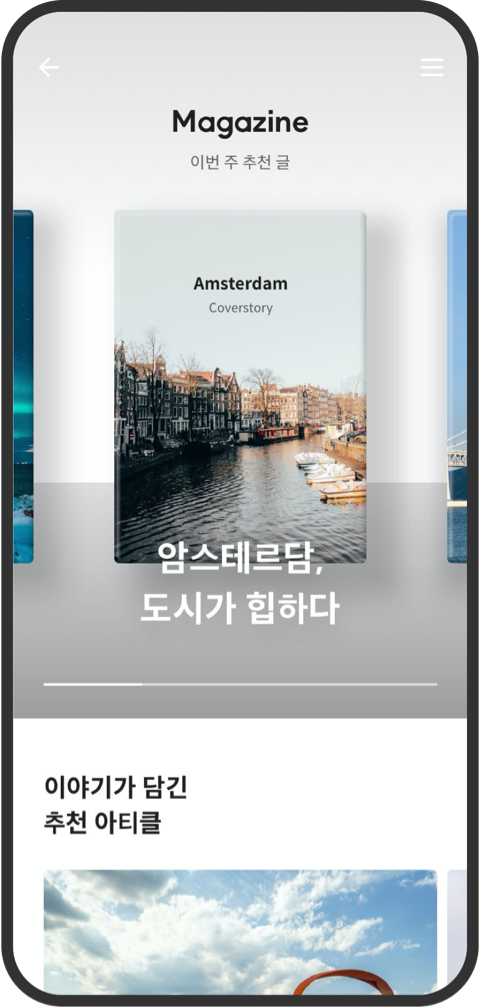 Magazine
이번 주 추천 글
Amsterdam
Coverstory
암스테르담,
도시가 힙하다
이야기가 담긴
추천 아티클